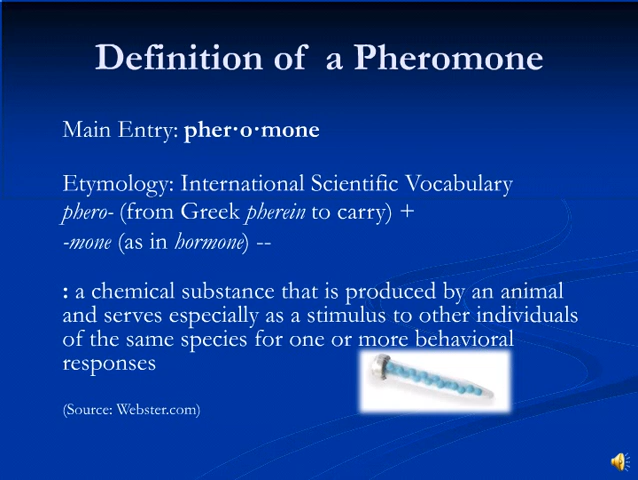 Definition of a Pheromone
Main Entry: pher·o·mone
Etymology: International Scientific Vocabulary
phero- (from Greek pherein to carry) +
-mone (as in hormone) --
: a chemical substance that is produced by an animal
and serves especially as a stimulus to other individuals
of the same species for one or more behavioral
responses
(Source: Webster.com)